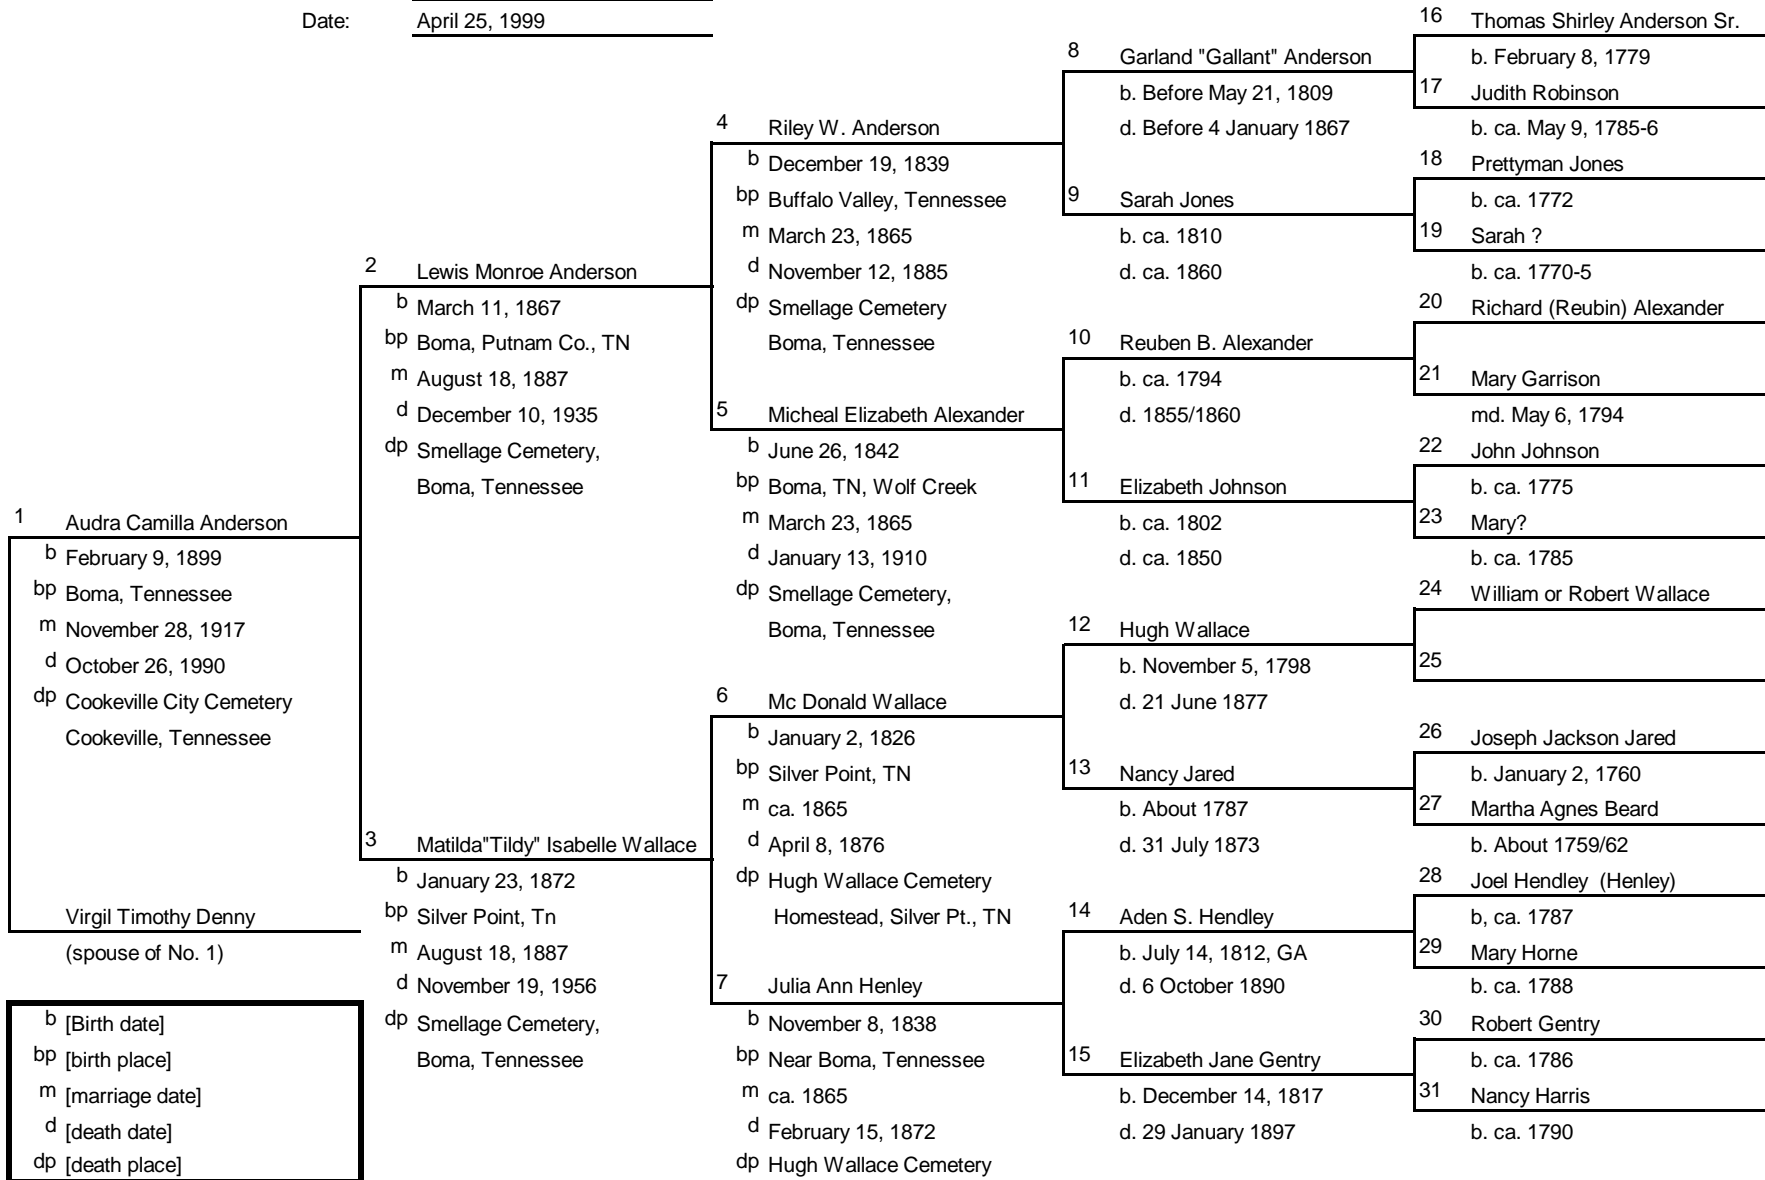 Date: April 25, 1999
1 Audra Camilla Anderson
b February 9, 1899
bp Boma, Tennessee
m November 28, 1917
d October 26, 1990
dp Cookeville City Cemetery
Cookeville, Tennessee
Virgil Timothy Denny
(spouse of No. 1)
b [Birth date]
bp [birth place]
m [marriage date]
d [death date]
dp [death place]
2 Lewis Monroe Anderson
b March 11, 1867
bp Boma, Putnam Co., TN
m August 18, 1887
d December 10, 1935
dp Smellage Cemetery,
Boma, Tennessee
3 Matilda"Tildy" Isabelle Wallace
b January 23, 1872
bp Silver Point, Tn
m August 18, 1887
d November 19, 1956
dp Smellage Cemetery,
Boma, Tennessee
4 Riley W. Anderson
b December 19, 1839
bp Buffalo Valley, Tennessee
m March 23, 1865
d November 12, 1885
dp Smellage Cemetery
Boma, Tennessee
5 Micheal Elizabeth Alexander
b June 26, 1842
bp Boma, TN, Wolf Creek
m March 23, 1865
d January 13, 1910
dp Smellage Cemetery,
Boma, Tennessee
6 Mc Donald Wallace
b January 2, 1826
bp Silver Point, TN
m ca. 1865
d April 8, 1876
dp Hugh Wallace Cemetery
Homestead, Silver Pt., TN
7 Julia Ann Henley
b November 8, 1838
bp Near Boma, Tennessee
m ca. 1865
d February 15, 1872
dp Hugh Wallace Cemetery
8 Garland "Gallant" Anderson
b. Before May 21, 1809
d. Before 4 January 1867
9 Sarah Jones
b. ca. 1810
d. ca. 1860
10 Reuben B. Alexander
b. ca. 1794
d. 1855/1860
11 Elizabeth Johnson
b. ca. 1802
d. ca. 1850
12 Hugh Wallace
b. November 5, 1798
d. 21 June 1877
13 Nancy Jared
b. About 1787
d. 31 July 1873
14 Aden S. Hendley
b. July 14, 1812, GA
d. 6 October 1890
15 Elizabeth Jane Gentry
b. December 14, 1817
d. 29 January 1897
16 Thomas Shirley Anderson Sr.
b. February 8, 1779
17 Judith Robinson
b. ca. May 9, 1785-6
18 Prettyman Jones
b. ca. 1772
19 Sarah ?
b. ca. 1770-5
20 Richard (Reubin) Alexander
21 Mary Garrison
md. May 6, 1794
22 John Johnson
b. ca. 1775
23 Mary?
b. ca. 1785
24 William or Robert Wallace
25
26 Joseph Jackson Jared
b. January 2, 1760
27 Martha Agnes Beard
b. About 1759/62
28 Joel Hendley (Henley)
b, ca. 1787
29 Mary Horne
b. ca. 1788
30 Robert Gentry
b. ca. 1786
31 Nancy Harris
b. ca. 1790